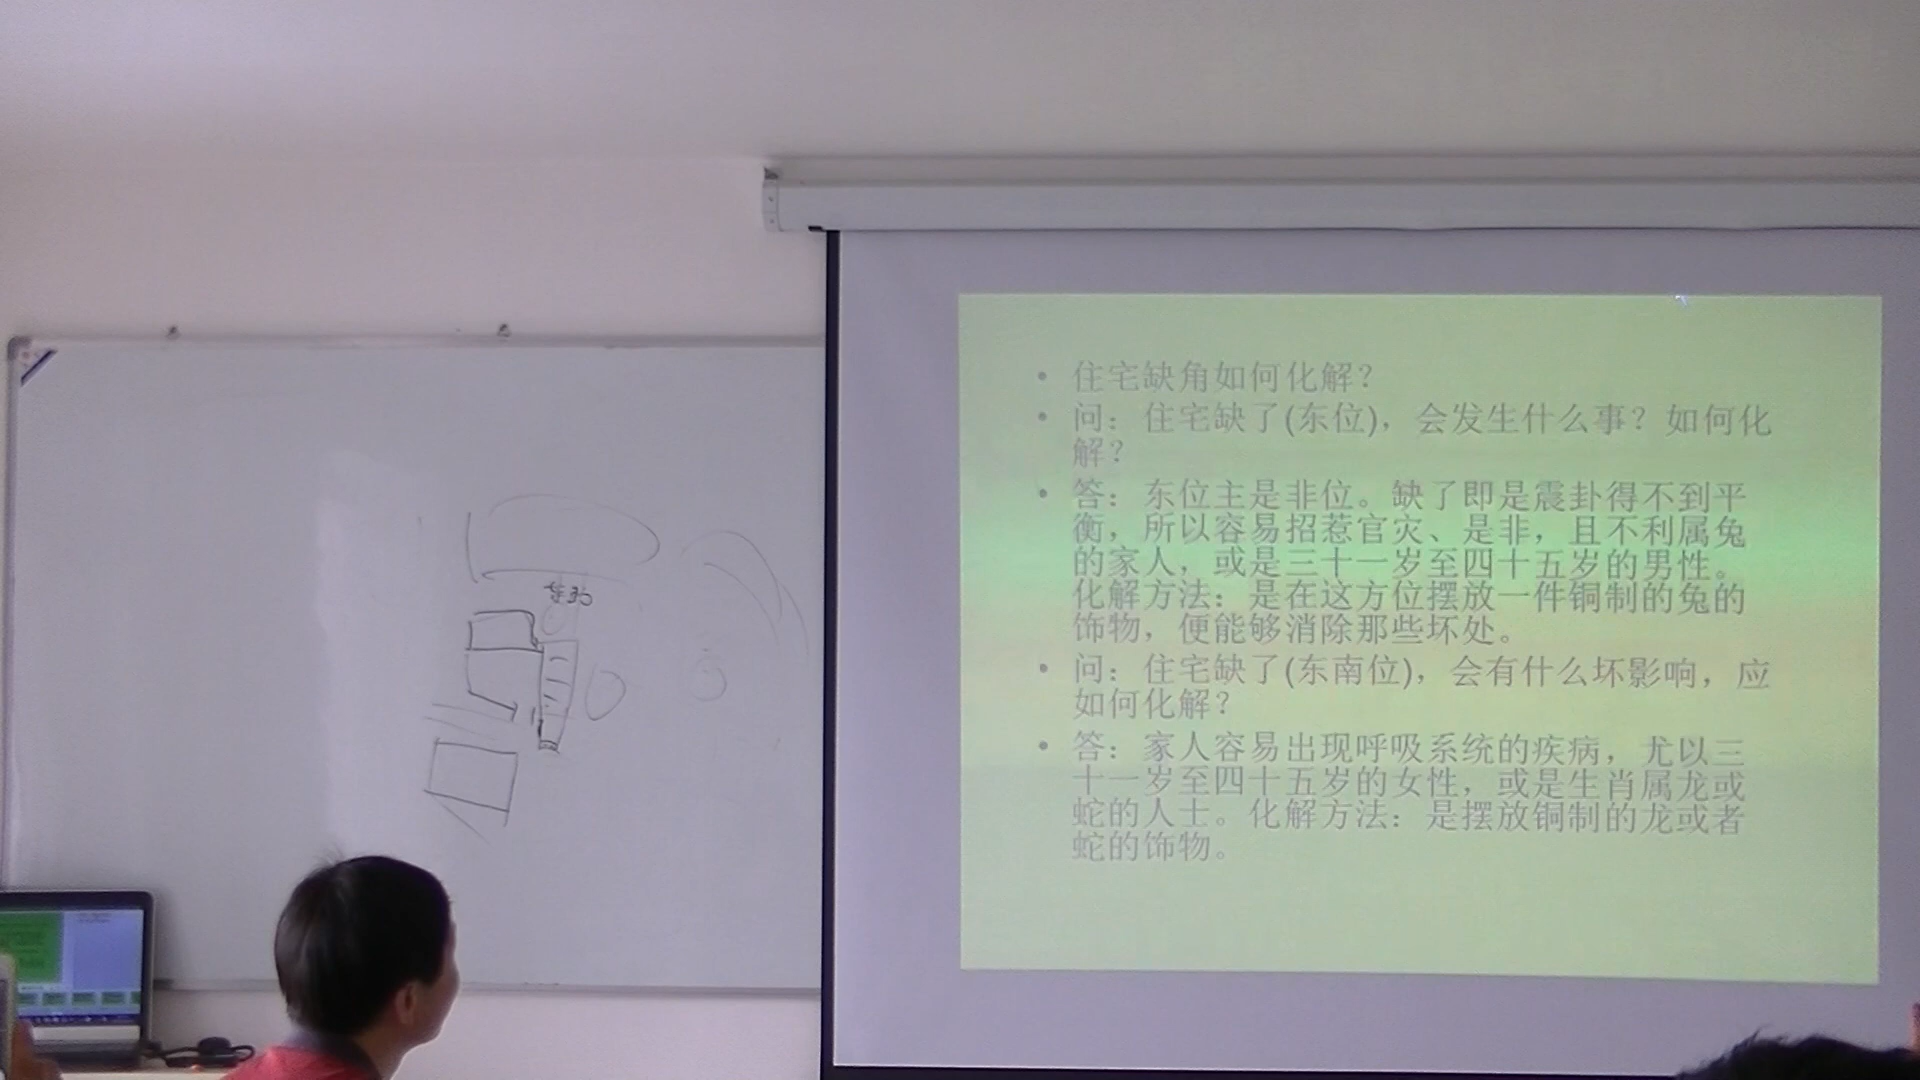 • 住宅缺角如何化解？
• 问：住宅缺了(东位)，会发生什么事？如何化
解？
• 答：东位主是非位。缺了即是震卦得不到平
衡，所以容易招惹官灾、是非，且不利属兔
的家人，或是三十一岁至四十五岁的男性。
化解方法：是在这方位摆放一件铜制的兔的
饰物，便能够消除那些坏处。
• 问：住宅缺了(东南位)，会有什么坏影响，应
如何化解？
• 答：家人容易出现呼吸系统的疾病，尤以三
十一岁至四十五岁的女性，或是生肖属龙或
蛇的人士。化解方法：是摆放铜制的龙或者
蛇的饰物。